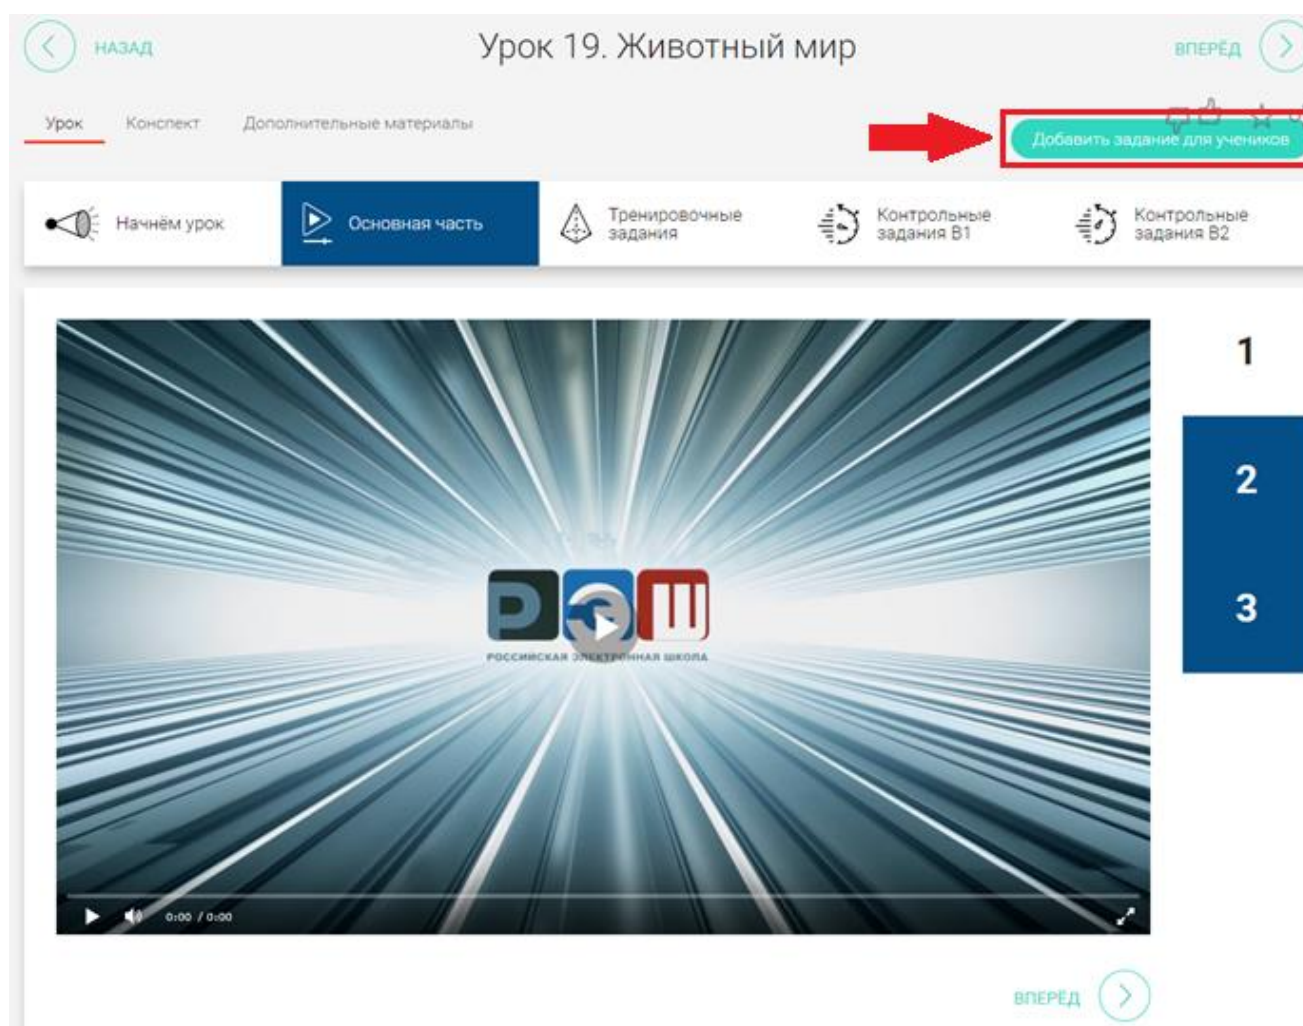 НАЗАД
Урок 19. Животный мир
ВПЕРЁД
Урок
Конспект
Дополнительные материалы
Добавить задание для учеников
Начнём урок
Основная часть
Тренировочные
задания
Контрольные
задания В1
Контрольные
задания В2
1
2
3
РЭШ
РОССИЙСКАЯ ЭЛЕКТРОННАЯ ШКОЛА
0:00 / 0:00
ВПЕРЁД